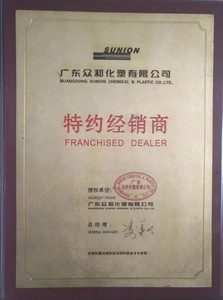 SUNION
广东众和化塑有限公司
GUANGDONG SUNION CHEMICAL & PLASTIC CO.,LTD.
特约经销商
FRANCHISED DEALER
授权单位:
广东众和化塑有限公司
总经理:
GENERAL MANAGER